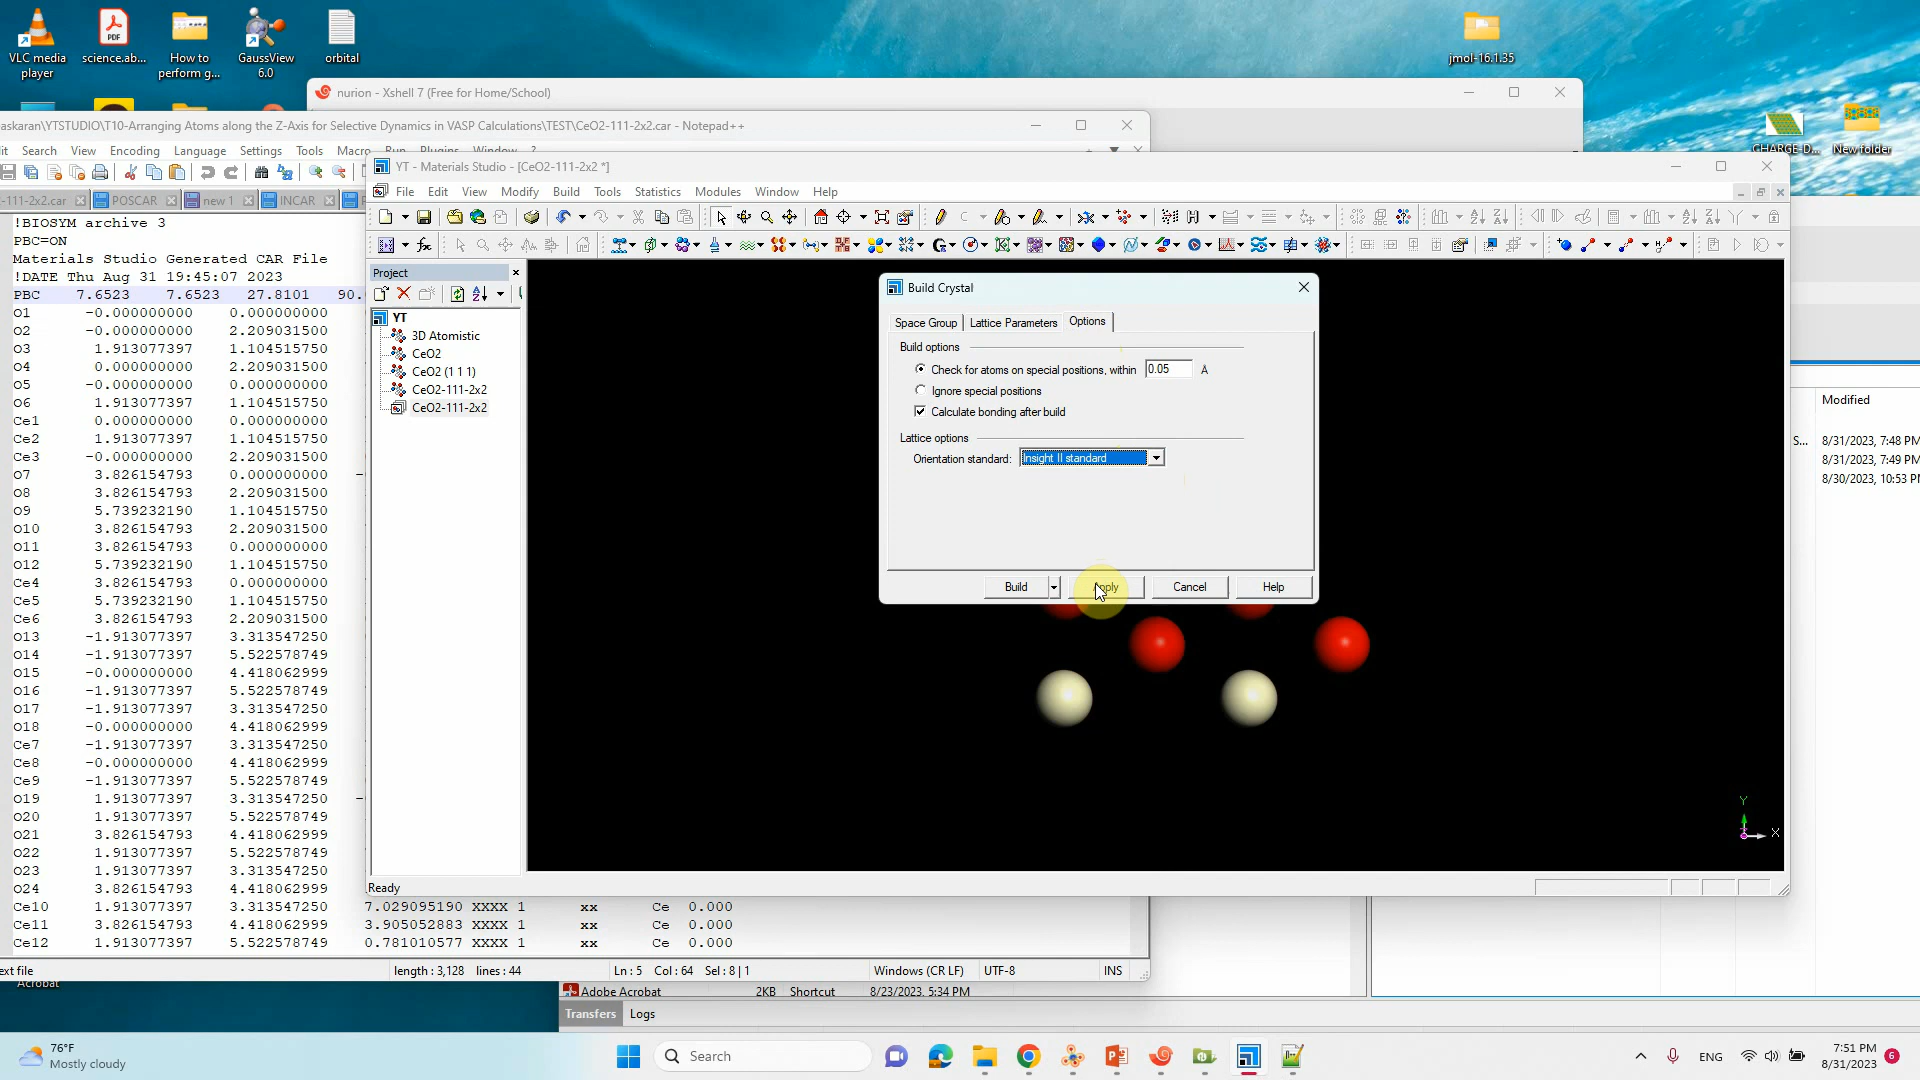 VLC media player
science.ab...
How to perform g...
GaussView 6.0
orbital
jmol-16.1.35
CHARGE-D...
New folder
nurion - Xshell 7 (Free for Home/School)
askaran\YTSTUDIO\T10-Arranging Atoms along the Z-Axis for Selective Dynamics in VASP Calculations\TEST\CeO2-111-2x2.car - Notepad++
it Search View Encoding Language Settings Tools Macro Run Plugins Window ?
-111-2x2.car POSCAR new 1 INCAR
!BIOSYM archive 3
PBC=ON
Materials Studio Generated CAR File
!DATE Thu Aug 31 19:45:07 2023
PBC 7.6523 7.6523 27.8101 90.
O1 -0.000000000 0.000000000
O2 -0.000000000 2.209031500
O3 1.913077397 1.104515750
O4 0.000000000 2.209031500
O5 -0.000000000 0.000000000
O6 1.913077397 1.104515750
Ce1 0.000000000 0.000000000
Ce2 1.913077397 1.104515750
Ce3 -0.000000000 2.209031500
O7 3.826154793 0.000000000 -
O8 3.826154793 2.209031500
O9 5.739232190 1.104515750
O10 3.826154793 2.209031500
O11 3.826154793 0.000000000
O12 5.739232190 1.104515750
Ce4 3.826154793 0.000000000
Ce5 5.739232190 1.104515750
Ce6 3.826154793 2.209031500
O13 -1.913077397 3.313547250
O14 -1.913077397 5.522578749
O15 -0.000000000 4.418062999
O16 -1.913077397 5.522578749
O17 -1.913077397 3.313547250
O18 -0.000000000 4.418062999
Ce7 -1.913077397 3.313547250
Ce8 -0.000000000 4.418062999
Ce9 -1.913077397 5.522578749
O19 1.913077397 3.313547250 -
O20 1.913077397 5.522578749
O21 3.826154793 4.418062999
O22 1.913077397 5.522578749
O23 1.913077397 3.313547250
O24 3.826154793 4.418062999
Ce10 1.913077397 3.313547250 7.029095190 XXXX 1 xx Ce 0.000
Ce11 3.826154793 4.418062999 3.905052883 XXXX 1 xx Ce 0.000
Ce12 1.913077397 5.522578749 0.781010577 XXXX 1 xx Ce 0.000
ext file length : 3,128 lines : 44 Ln : 5 Col : 64 Sel : 8 | 1 Windows (CR LF) UTF-8 INS
YT - Materials Studio - [CeO2-111-2x2 *]
File Edit View Modify Build Tools Statistics Modules Window Help
Project
YT
3D Atomistic
CeO2
CeO2 (1 1 1)
CeO2-111-2x2
CeO2-111-2x2
Build Crystal
Space Group Lattice Parameters Options
Build options
Check for atoms on special positions, within 0.05 Å
Ignore special positions
Calculate bonding after build
Lattice options
Orientation standard: Insight II standard
Build Apply Cancel Help
Y
X
Ready
Modified
S... 8/31/2023, 7:48 PM
8/31/2023, 7:49 PM
8/30/2023, 10:53 PM
Acrobat
Adobe Acrobat 2KB Shortcut 8/23/2023, 5:34 PM
Transfers Logs
76°F
Mostly cloudy
Search
ENG
7:51 PM
8/31/2023
6